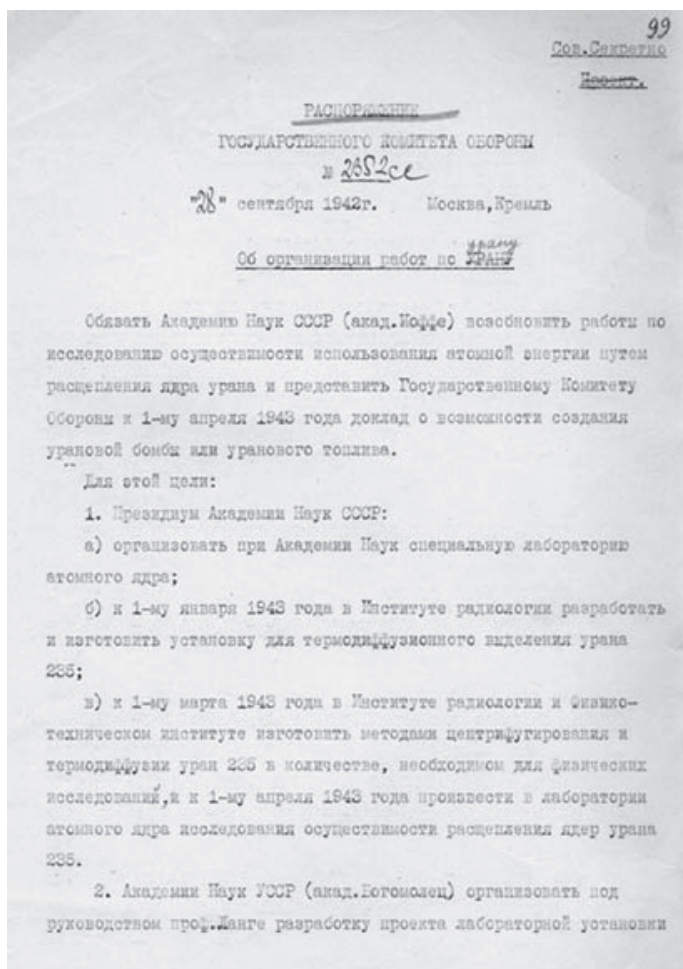 99
Сов.Секретно
Проект.
РАСПОРЯЖЕНИЕ
ГОСУДАРСТВЕННОГО КОМИТЕТА ОБОРОНЫ
№ 2352сс
"28" сентября 1942г. Москва,Кремль
урану
Об организации работ по УРАНУ
Обязать Академию Наук СССР (акад.Иоффе) возобновить работы по
исследованию осуществимости использования атомной энергии путем
расщепления ядра урана и представить Государственному Комитету
Обороны к 1-му апреля 1943 года доклад о возможности создания
урановой бомбы или уранового топлива.
Для этой цели:
1. Президиум Академии Наук СССР:
а) организовать при Академии Наук специальную лабораторию
атомного ядра;
б) к 1-му января 1943 года в Институте радиологии разработать
и изготовить установку для термодиффузионного выделения урана
235;
в) к 1-му марта 1943 года в Институте радиологии и Физико-
техническом институте изготовить методами центрифугирования и
термодиффузии уран 235 в количестве, необходимом для физических
исследований,и к 1-му апреля 1943 года произвести в лаборатории
атомного ядра исследования осуществимости расщепления ядер урана
235.
2. Академии Наук УССР (акад.Богомолец) организовать под
руководством проф.Ланге разработку проекта лабораторной установки